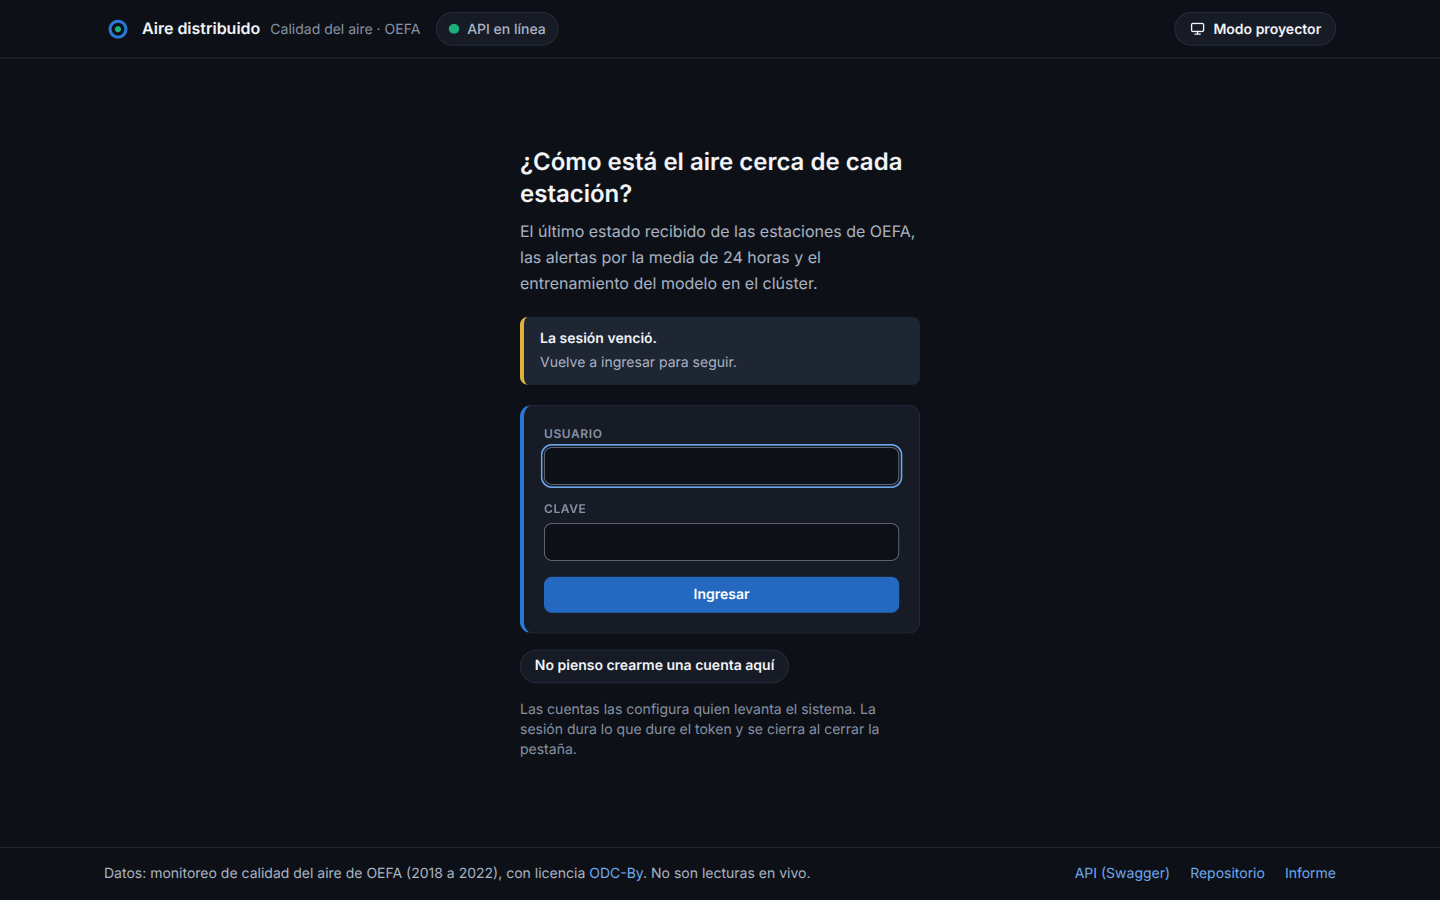 Aire distribuido Calidad del aire · OEFA API en línea Modo proyector
¿Cómo está el aire cerca de cada
estación?
El último estado recibido de las estaciones de OEFA,
las alertas por la media de 24 horas y el
entrenamiento del modelo en el clúster.
La sesión venció.
Vuelve a ingresar para seguir.
USUARIO
CLAVE
Ingresar
No pienso crearme una cuenta aquí
Las cuentas las configura quien levanta el sistema. La
sesión dura lo que dure el token y se cierra al cerrar la
pestaña.
Datos: monitoreo de calidad del aire de OEFA (2018 a 2022), con licencia ODC-By. No son lecturas en vivo. API (Swagger) Repositorio Informe